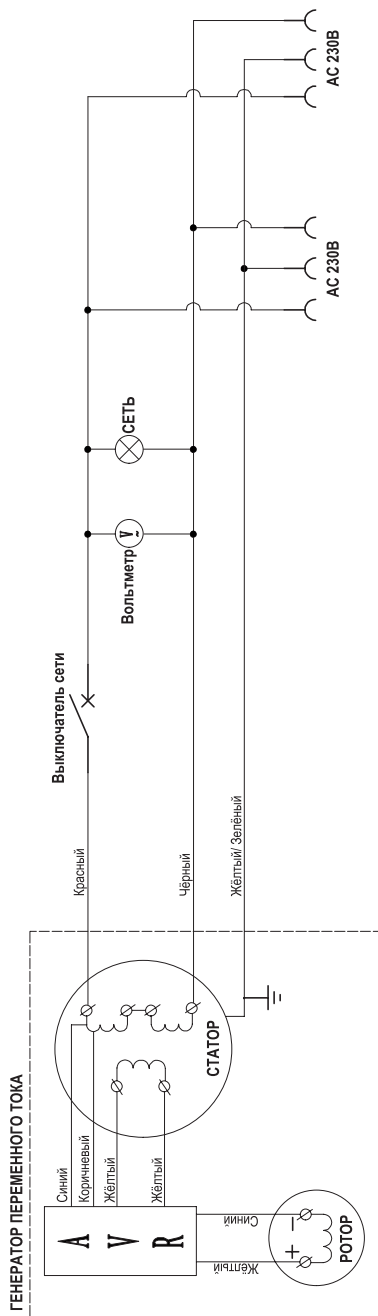 ГЕНЕРАТОР ПЕРЕМЕННОГО ТОКА
A
V
R
Синий
Коричневый
Жёлтый
Жёлтый
Синий
Жёлтый
+
−
РОТОР
СТАТОР
Красный
Чёрный
Жёлтый/ Зелёный
Выключатель сети
Вольтметр
V
~
СЕТЬ
AC 230В
AC 230В